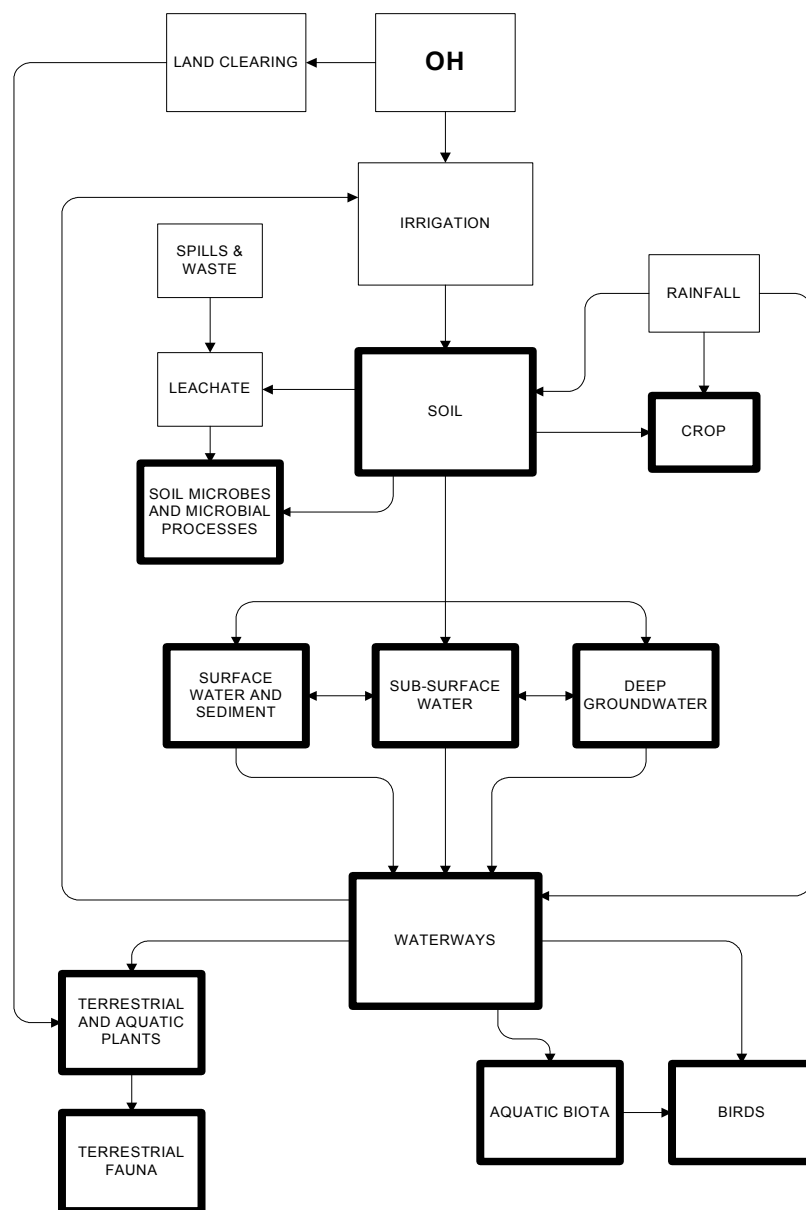 LAND CLEARING
OH
IRRIGATION
SPILLS &
WASTE
RAINFALL
LEACHATE
SOIL
CROP
SOIL MICROBES
AND MICROBIAL
PROCESSES
SURFACE
WATER AND
SEDIMENT
SUB-SURFACE
WATER
DEEP
GROUNDWATER
WATERWAYS
TERRESTRIAL
AND AQUATIC
PLANTS
AQUATIC BIOTA
BIRDS
TERRESTRIAL
FAUNA